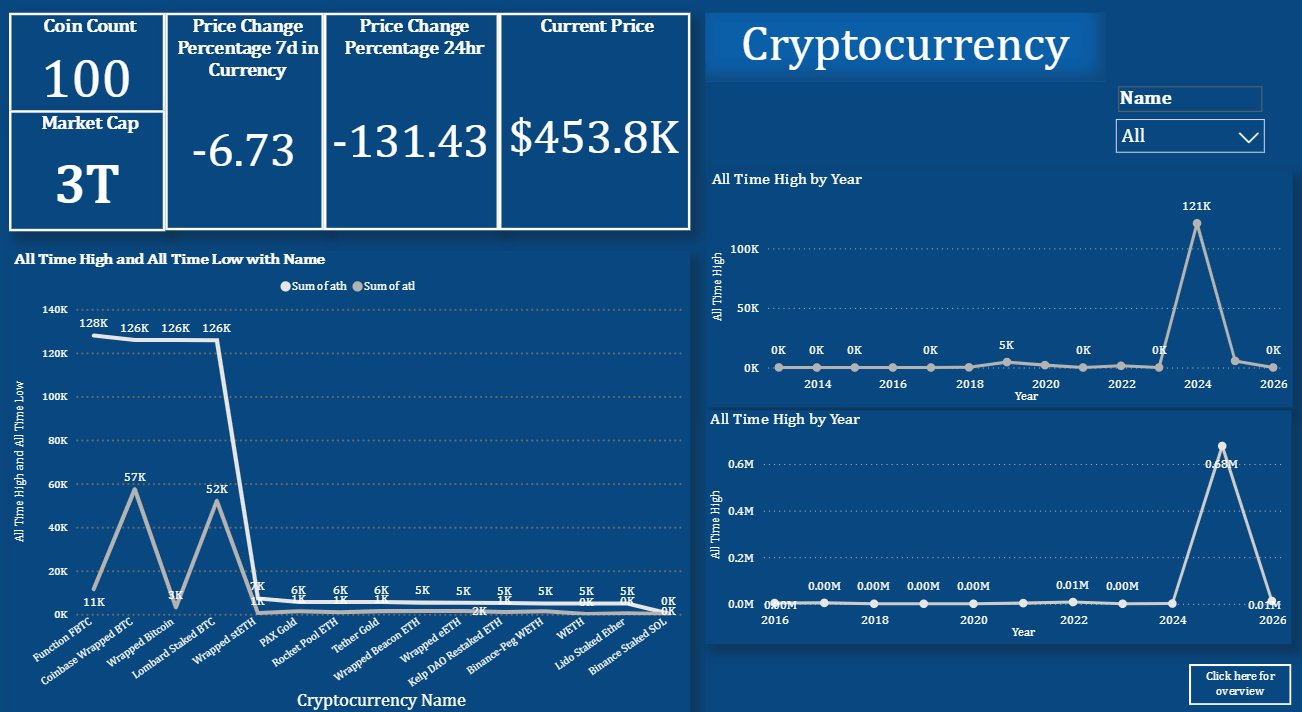 Coin Count
100
Market Cap
3T
Price Change
Percentage 7d in
Currency
-6.73
Price Change
Percentage 24hr
-131.43
Current Price
$453.8K
Cryptocurrency
Name
All
All Time High and All Time Low with Name
Sum of ath Sum of atl
All Time High and All Time Low
140K
120K
100K
80K
60K
40K
20K
0K
128K 126K 126K 126K 7K 6K 6K 6K 5K 5K 5K 5K 5K 5K 0K
11K 57K 3K 52K 1K 1K 1K 1K 2K 1K 0K 0K 0K
Function FBTC
Coinbase Wrapped BTC
Wrapped Bitcoin
Lombard Staked BTC
Wrapped stETH
PAX Gold
Rocket Pool ETH
Tether Gold
Wrapped Beacon ETH
Wrapped eETH
Kelp DAO Restaked ETH
Binance-Peg WETH
WETH
Lido Staked Ether
Binance Staked SOL
Cryptocurrency Name
All Time High by Year
All Time High
100K
50K
0K
0K 0K 0K 0K 5K 0K 0K 121K 0K
2014 2016 2018 2020 2022 2024 2026
Year
All Time High by Year
All Time High
0.6M
0.4M
0.2M
0.0M
0.00M 0.00M 0.00M 0.00M 0.00M 0.01M 0.00M 0.68M 0.01M
2016 2018 2020 2022 2024 2026
Year
Click here for
overview